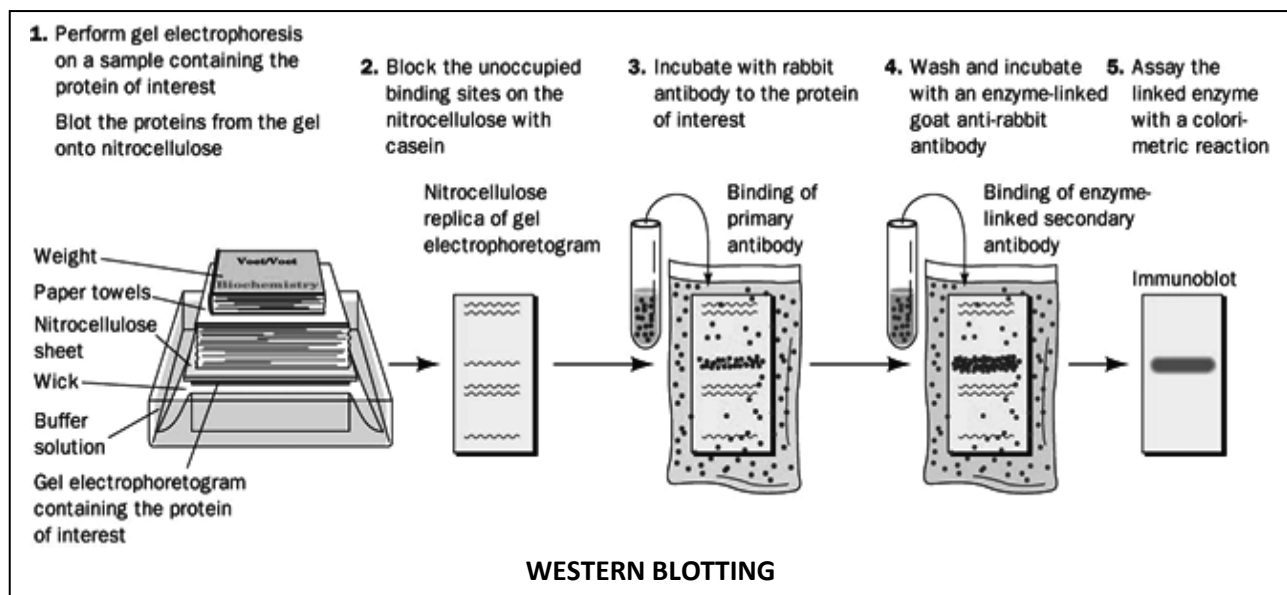 1. Perform gel electrophoresis
on a sample containing the
protein of interest
Blot the proteins from the gel
onto nitrocellulose
2. Block the unoccupied
binding sites on the
nitrocellulose with
casein
3. Incubate with rabbit
antibody to the protein
of interest
4. Wash and incubate
with an enzyme-linked
goat anti-rabbit
antibody
5. Assay the
linked enzyme
with a colori-
metric reaction
Weight
Paper towels
Nitrocellulose
sheet
Wick
Buffer
solution
Gel electrophoretogram
containing the protein
of interest
Voet/Voet
Biochemistry
Nitrocellulose
replica of gel
electrophoretogram
Binding of
primary
antibody
Binding of enzyme-
linked secondary
antibody
Immunoblot
WESTERN BLOTTING